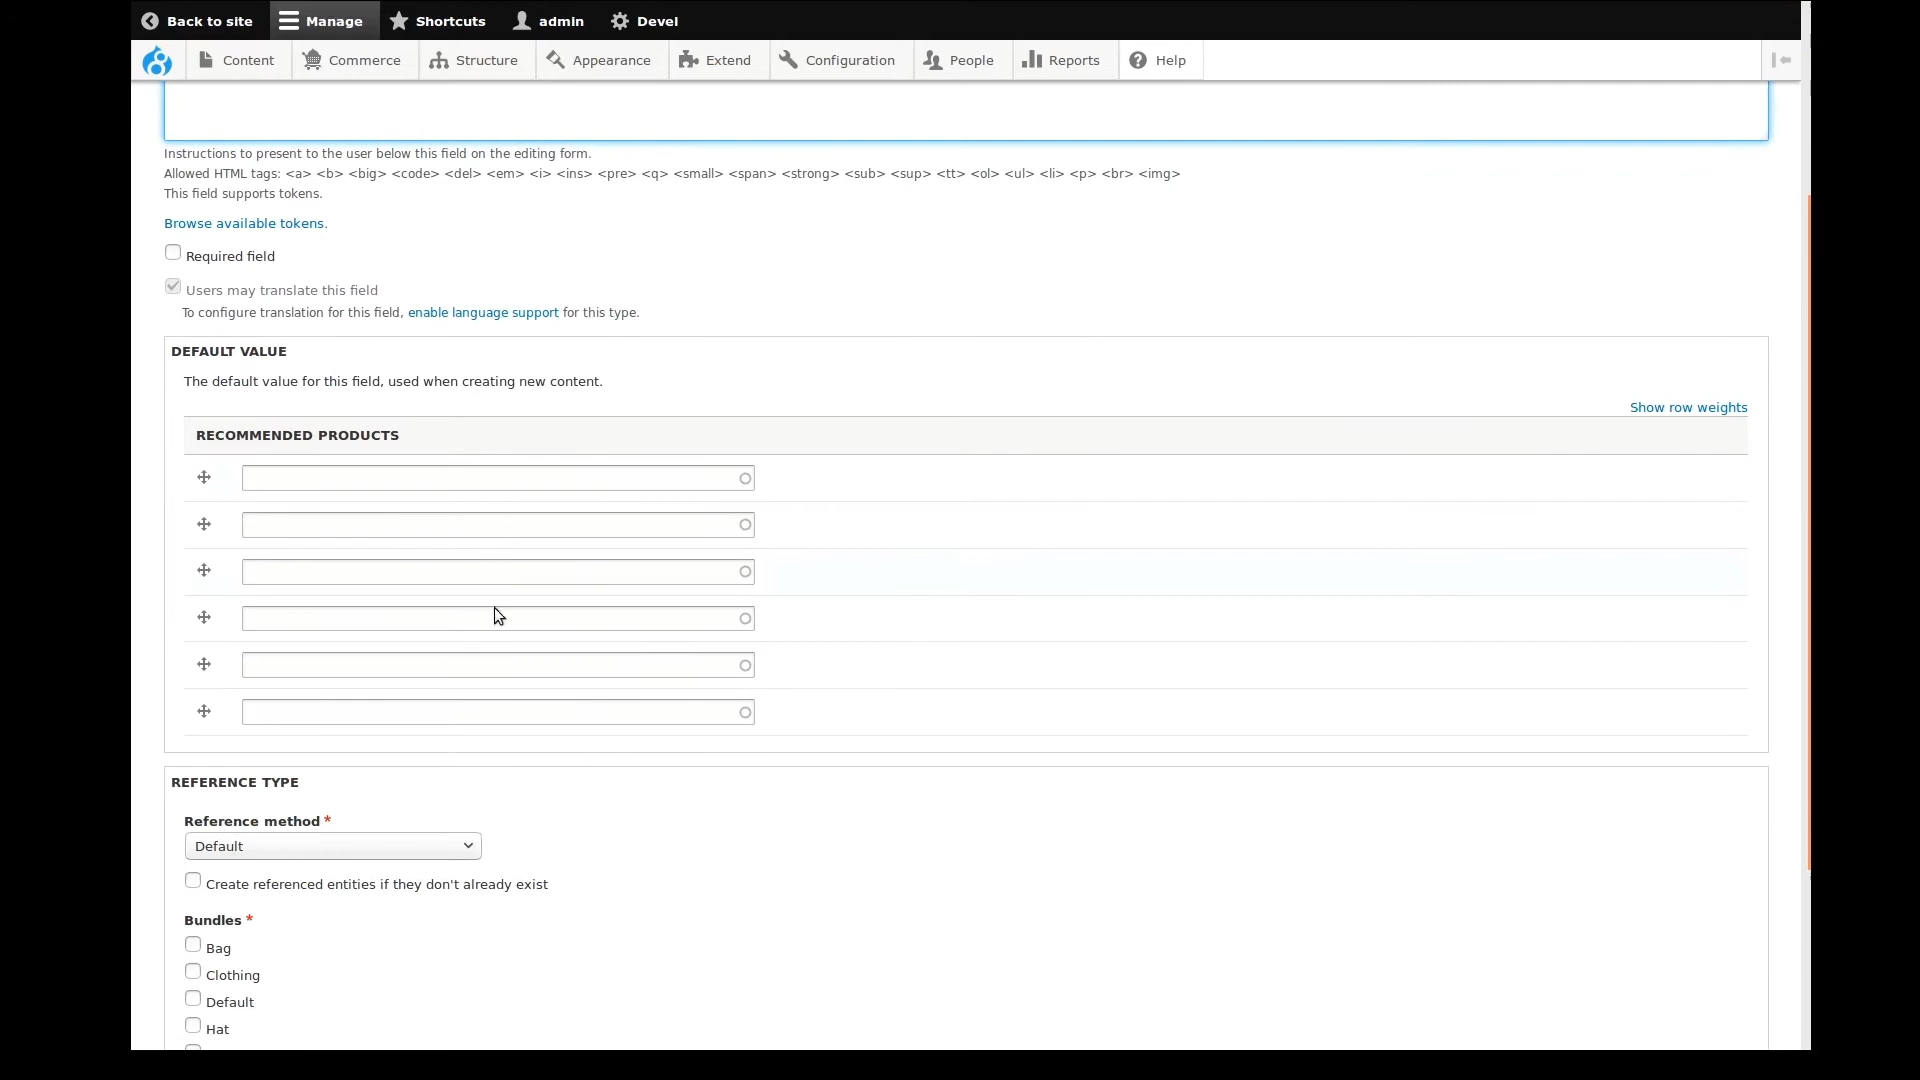 Back to site Manage Shortcuts admin Devel
Content Commerce Structure Appearance Extend Configuration People Reports Help
Instructions to present to the user below this field on the editing form.
Allowed HTML tags: <a> <b> <big> <code> <del> <em> <i> <ins> <pre> <q> <small> <span> <strong> <sub> <sup> <tt> <ol> <ul> <li> <p> <br> <img>
This field supports tokens.
Browse available tokens.
Required field
Users may translate this field
To configure translation for this field, enable language support for this type.
DEFAULT VALUE
The default value for this field, used when creating new content.
Show row weights
RECOMMENDED PRODUCTS
REFERENCE TYPE
Reference method *
Default
Create referenced entities if they don't already exist
Bundles *
Bag
Clothing
Default
Hat